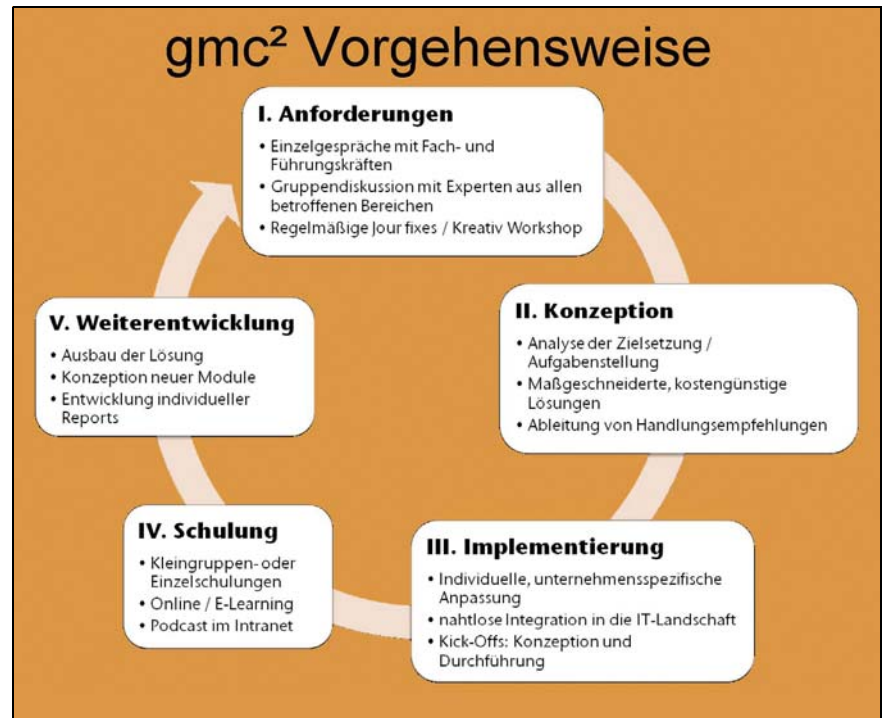 gmc² Vorgehensweise
I. Anforderungen
• Einzelgespräche mit Fach- und
Führungskräften
• Gruppendiskussion mit Experten aus allen
betroffenen Bereichen
• Regelmäßige Jour fixes / Kreativ Workshop
II. Konzeption
• Analyse der Zielsetzung /
Aufgabenstellung
• Maßgeschneiderte, kostengünstige
Lösungen
• Ableitung von Handlungsempfehlungen
III. Implementierung
• Individuelle, unternehmensspezifische
Anpassung
• nahtlose Integration in die IT-Landschaft
• Kick-Offs: Konzeption und
Durchführung
IV. Schulung
• Kleingruppen- oder
Einzelschulungen
• Online / E-Learning
• Podcast im Intranet
V. Weiterentwicklung
• Ausbau der Lösung
• Konzeption neuer Module
• Entwicklung individueller
Reports